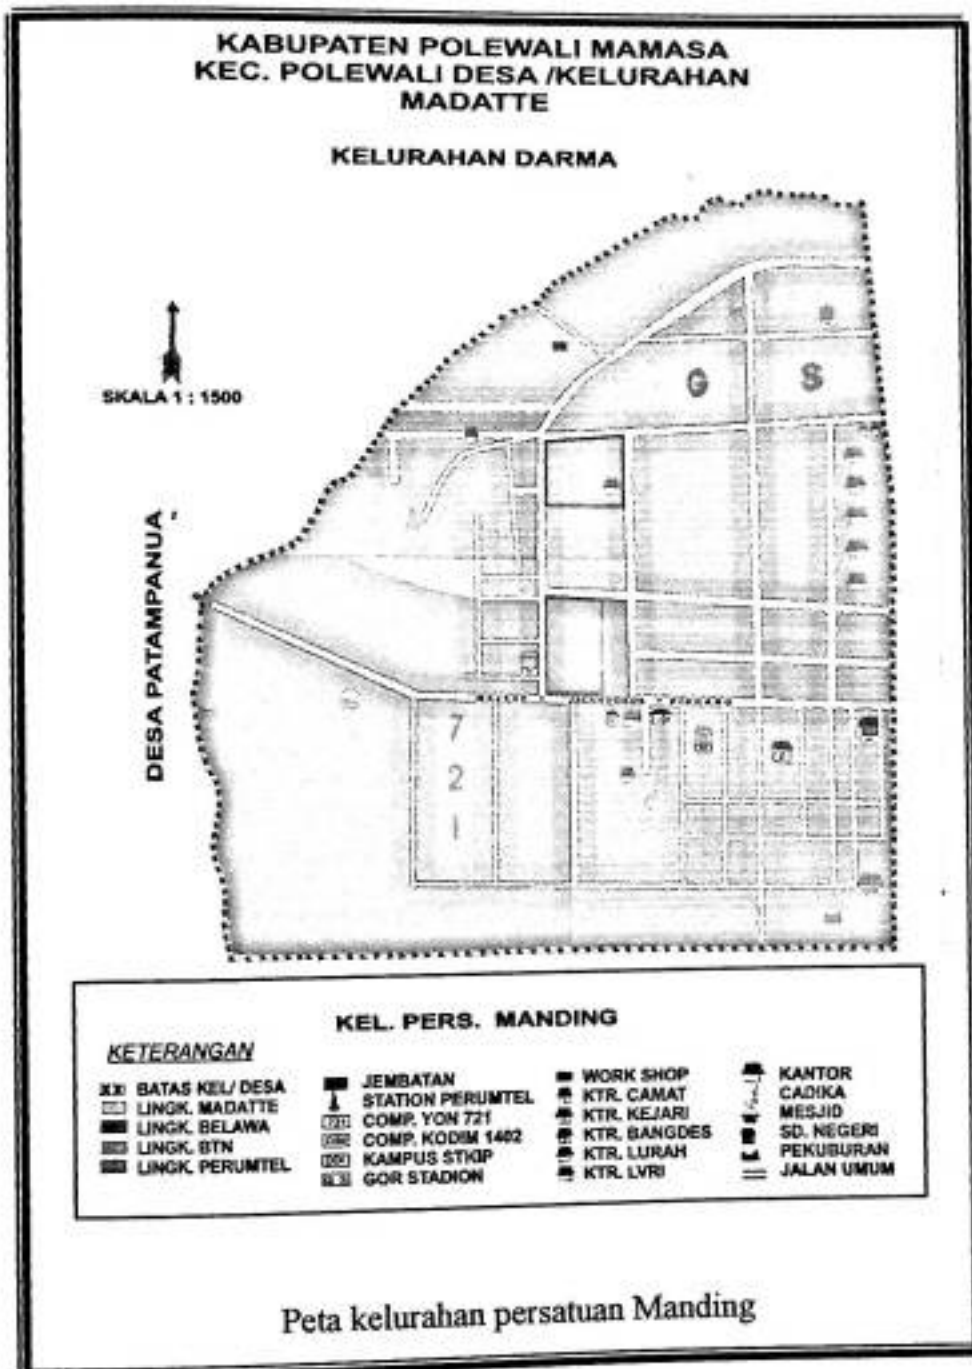 KABUPATEN POLEWALI MAMASA
KEC. POLEWALI DESA /KELURAHAN
MADATTE
KELURAHAN DARMA
SKALA 1 : 1500
G
S
DESA PATAMPANUA
7
2
1
KEL. PERS. MANDING
KETERANGAN
BATAS KEL/ DESA
LINGK. MADATTE
LINGK. BELAWA
LINGK. BTN
LINGK. PERUMTEL
JEMBATAN
STATION PERUMTEL
COMP. YON 721
COMP. KODIM 1402
KAMPUS STKIP
GOR STADION
WORK SHOP
KTR. CAMAT
KTR. KEJARI
KTR. BANGDES
KTR. LURAH
KTR. LVRI
KANTOR
CADIKA
MESJID
SD. NEGERI
PEKUBURAN
JALAN UMUM
Peta kelurahan persatuan Manding